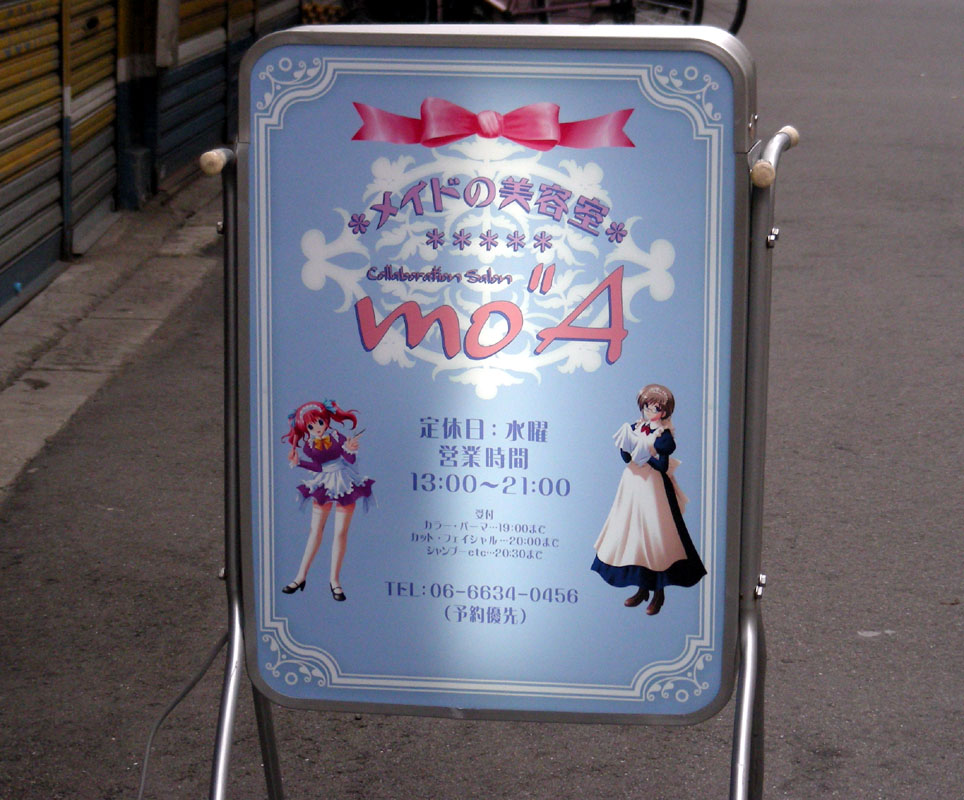 *メイドの美容室*
*****
Collaboration Salon
mo"A
定休日：水曜
営業時間
13:00〜21:00
受付
カラー・パーマ…19:00まで
カット・フェイシャル…20:00まで
シャンプーetc…20:30まで
TEL:06-6634-0456
(予約優先)